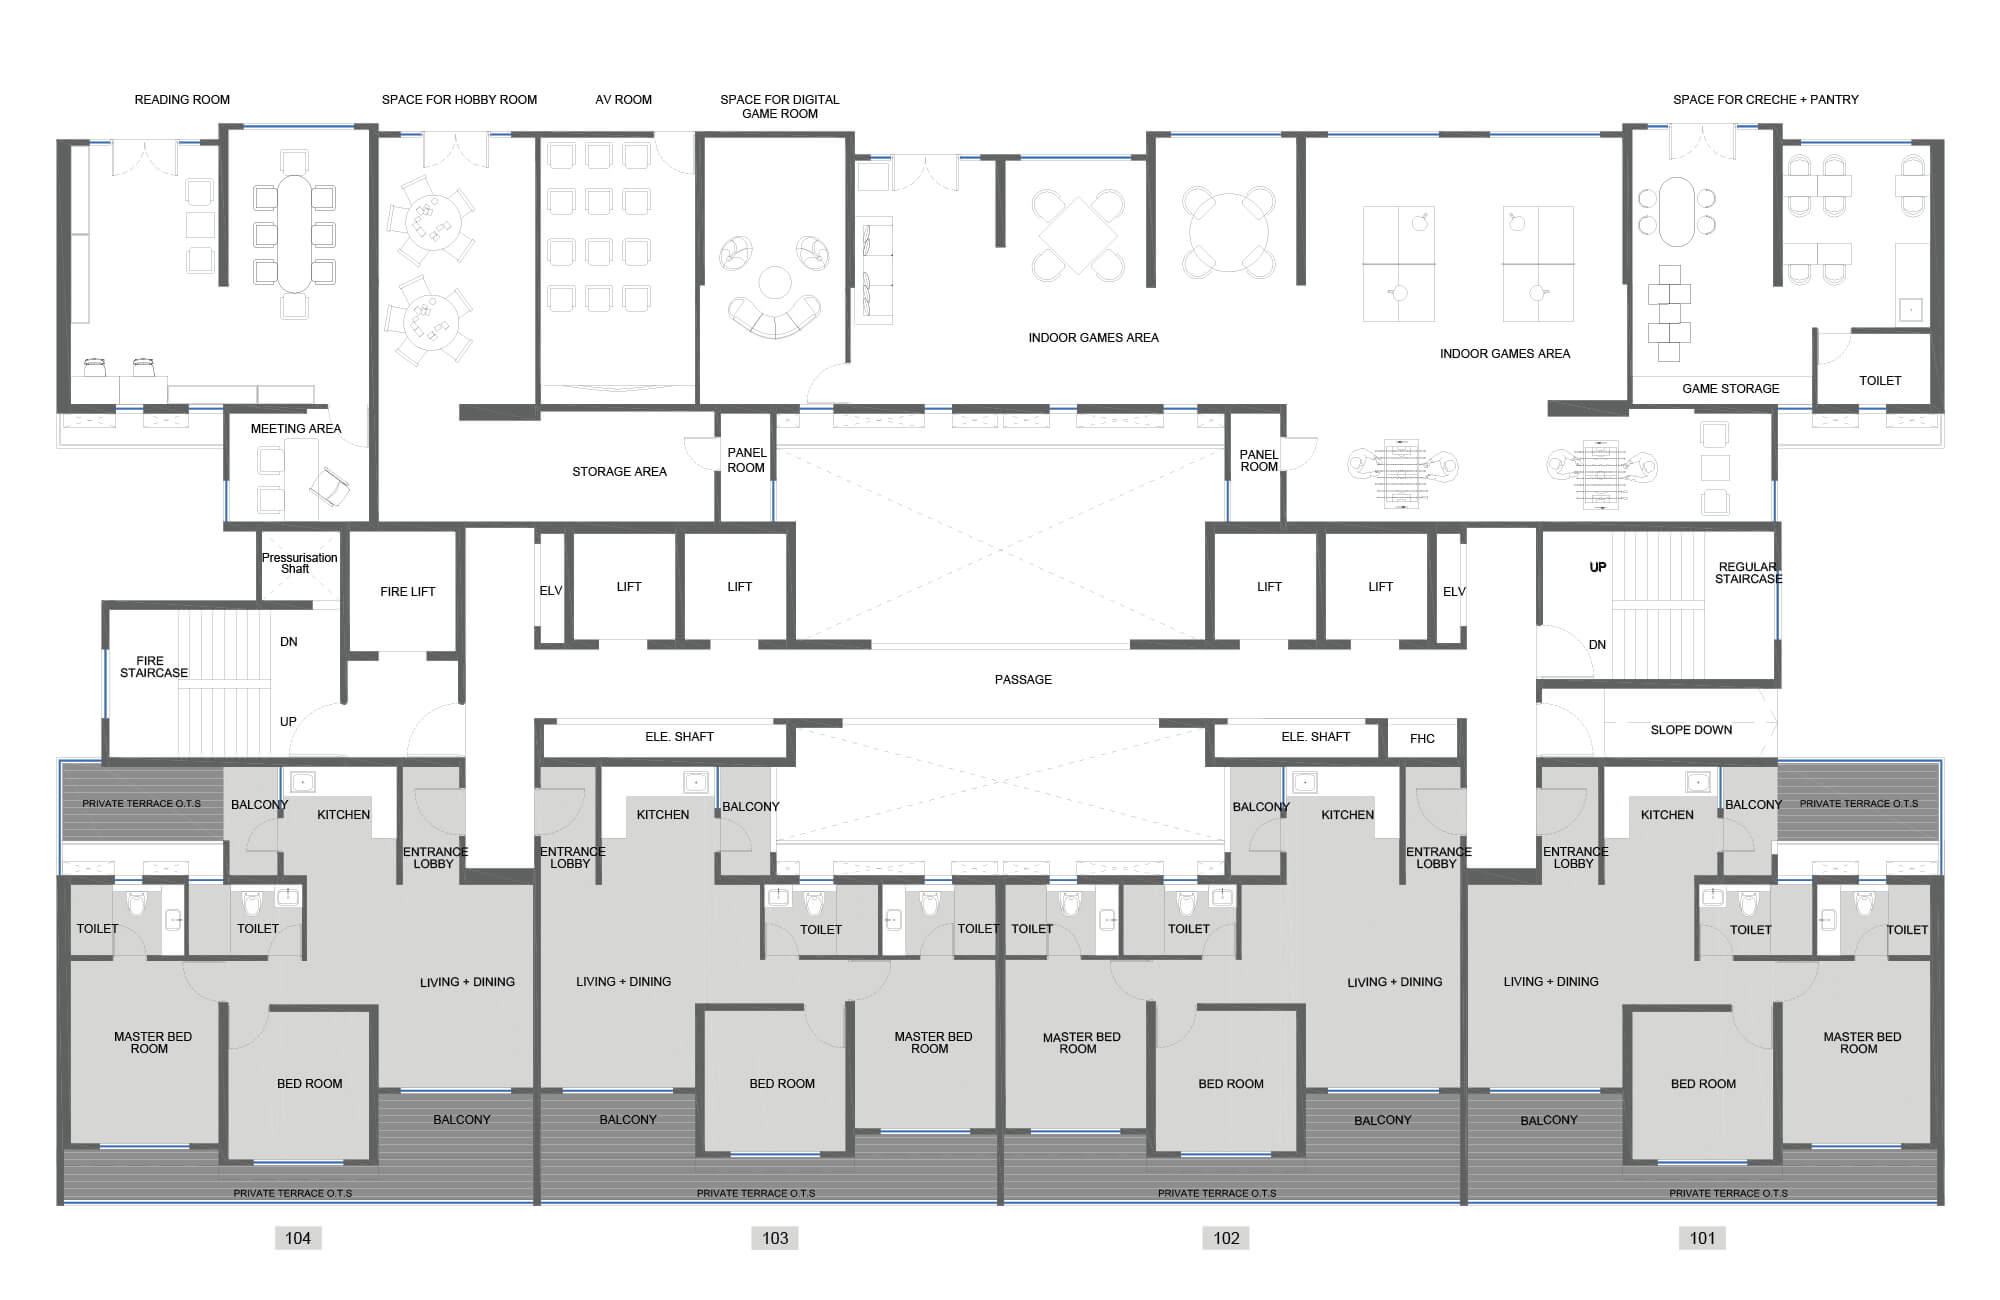 READING ROOM
SPACE FOR HOBBY ROOM
AV ROOM
SPACE FOR DIGITAL
GAME ROOM
SPACE FOR CRECHE + PANTRY
INDOOR GAMES AREA
INDOOR GAMES AREA
GAME STORAGE
TOILET
MEETING AREA
STORAGE AREA
PANEL
ROOM
PANEL
ROOM
Pressurisation
Shaft
FIRE LIFT
ELV
LIFT
LIFT
LIFT
LIFT
ELV
UP
REGULAR
STAIRCASE
DN
DN
FIRE
STAIRCASE
UP
PASSAGE
ELE. SHAFT
ELE. SHAFT
FHC
SLOPE DOWN
PRIVATE TERRACE O.T.S
BALCONY
KITCHEN
ENTRANCE
LOBBY
ENTRANCE
LOBBY
KITCHEN
BALCONY
BALCONY
KITCHEN
ENTRANCE
LOBBY
ENTRANCE
LOBBY
KITCHEN
BALCONY
PRIVATE TERRACE O.T.S
TOILET
TOILET
TOILET
TOILET
TOILET
TOILET
TOILET
TOILET
LIVING + DINING
LIVING + DINING
LIVING + DINING
LIVING + DINING
MASTER BED
ROOM
BED ROOM
BED ROOM
MASTER BED
ROOM
MASTER BED
ROOM
BED ROOM
BED ROOM
MASTER BED
ROOM
BALCONY
BALCONY
BALCONY
BALCONY
PRIVATE TERRACE O.T.S
PRIVATE TERRACE O.T.S
PRIVATE TERRACE O.T.S
PRIVATE TERRACE O.T.S
104
103
102
101